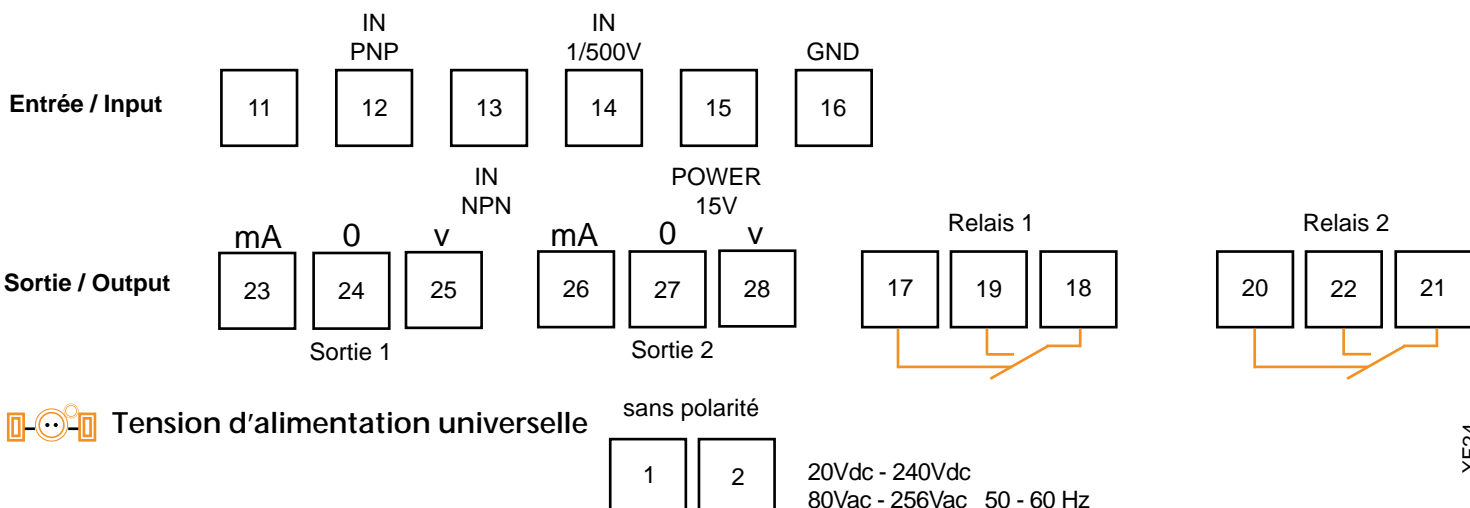 IN IN
PNP 1/500V GND
Entrée / Input 11 12 13 14 15 16
IN POWER
NPN 15V
mA 0 v mA 0 v Relais 1 Relais 2
Sortie / Output 23 24 25 26 27 28 17 19 18 20 22 21
Sortie 1 Sortie 2
Tension d'alimentation universelle sans polarité
1 2 20Vdc - 240Vdc
80Vac - 256Vac 50 - 60 Hz